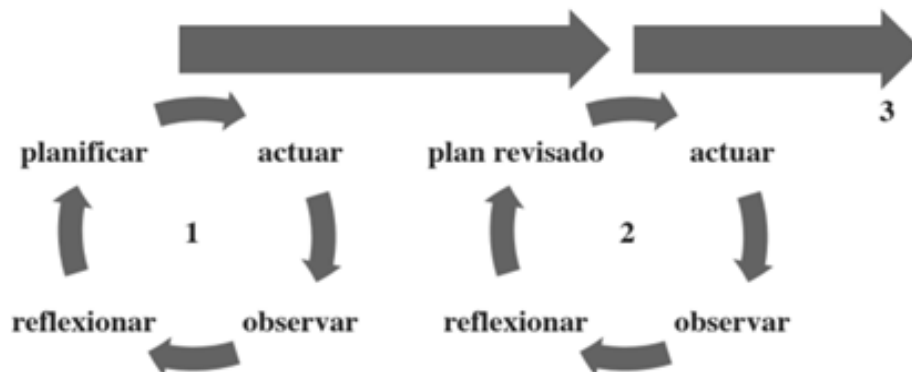 3
planificar actuar plan revisado actuar
1 2
reflexionar observar reflexionar observar